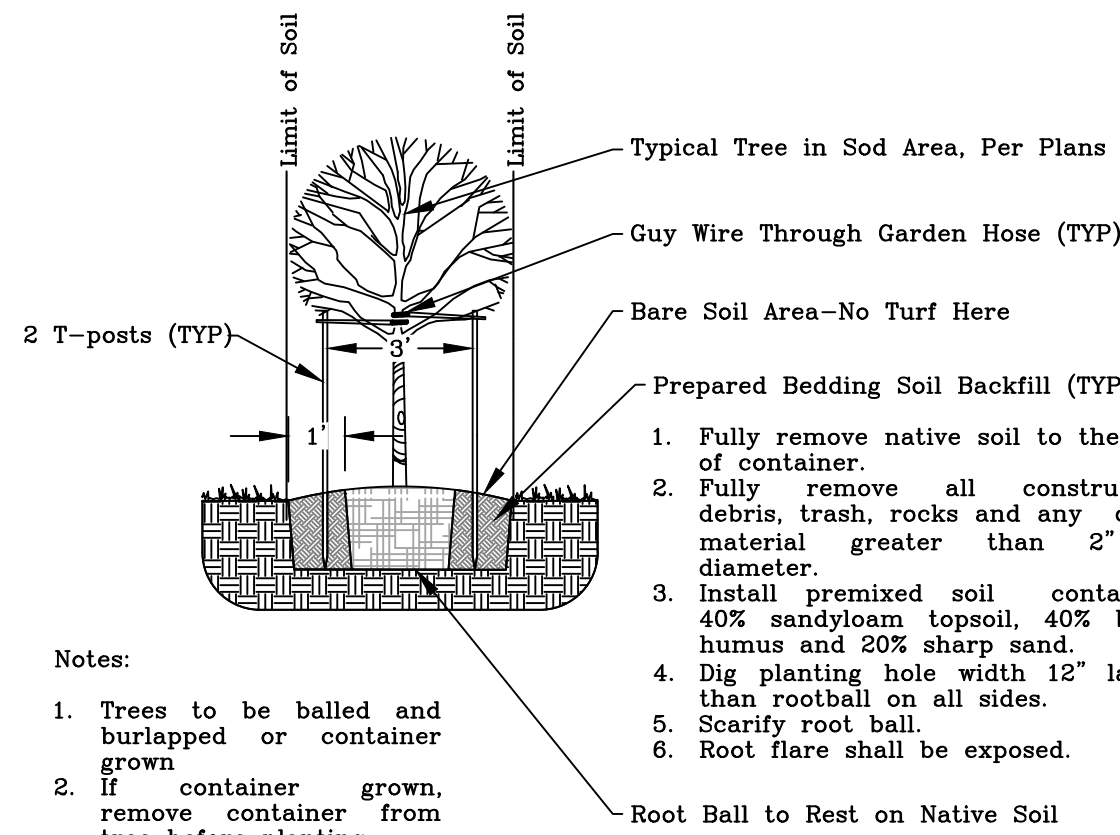 Limit of Soil
Limit of Soil
Typical Tree in Sod Area, Per Plans
Guy Wire Through Garden Hose (TYP)
Bare Soil Area-No Turf Here
2 T-posts (TYP)
3'
Prepared Bedding Soil Backfill (TYP
1'
1. Fully remove native soil to the
of container.
2. Fully remove all
debris, trash, rocks and any
material greater than 2"
diameter.
3. Install premixed soil
40% sandyloam topsoil, 40%
humus and 20% sharp sand.
4. Dig planting hole width 12"
than rootball on all sides.
5. Scarify root ball.
6. Root flare shall be exposed.
Notes:
1. Trees to be balled and
burlapped or container
grown
2. If container grown,
remove container from
tree before planting
Root Ball to Rest on Native Soil